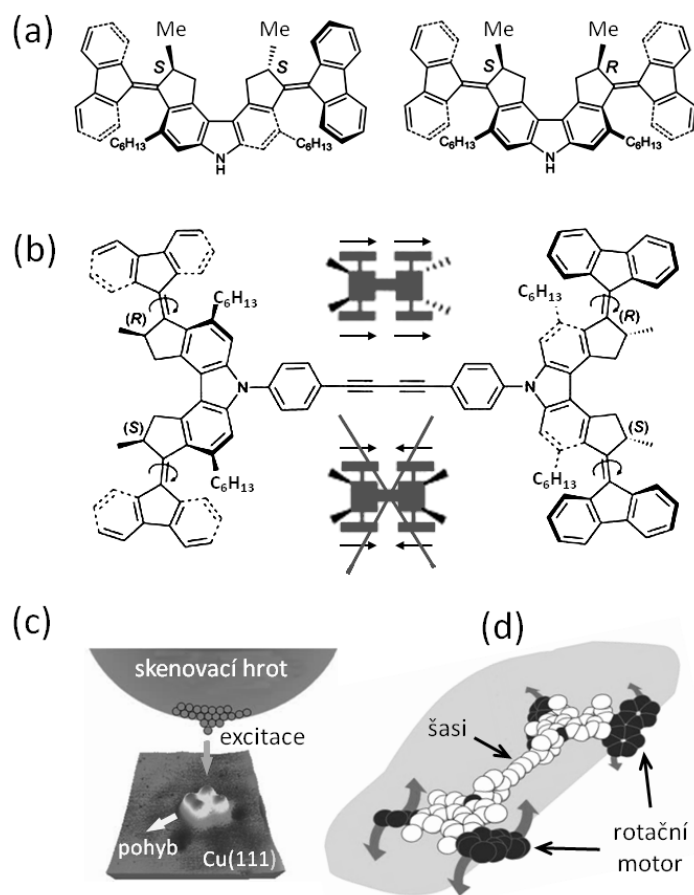 (a)
Me
Me
Me
Me
S
S
S
R
C₆H₁₃
C₆H₁₃
C₆H₁₃
C₆H₁₃
N
H
N
H
(b)
C₆H₁₃
C₆H₁₃
(R)
(R)
N
N
(S)
(S)
C₆H₁₃
C₆H₁₃
(c)
(d)
skenovací hrot
excitace
pohyb
Cu(111)
šasi
rotační
motor